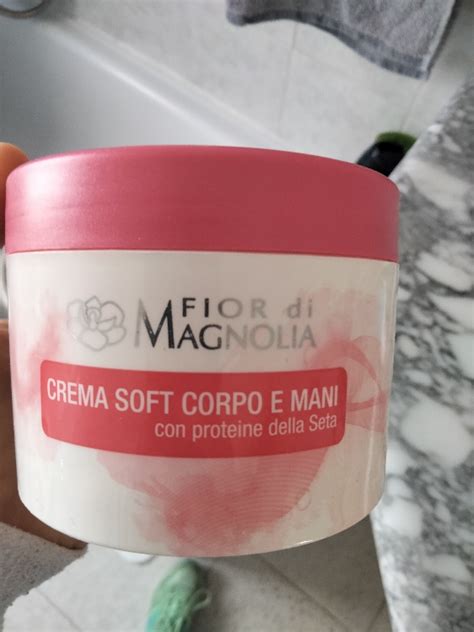 FIOR di
MAGNOLIA
CREMA SOFT CORPO E MANI
con proteine della Seta